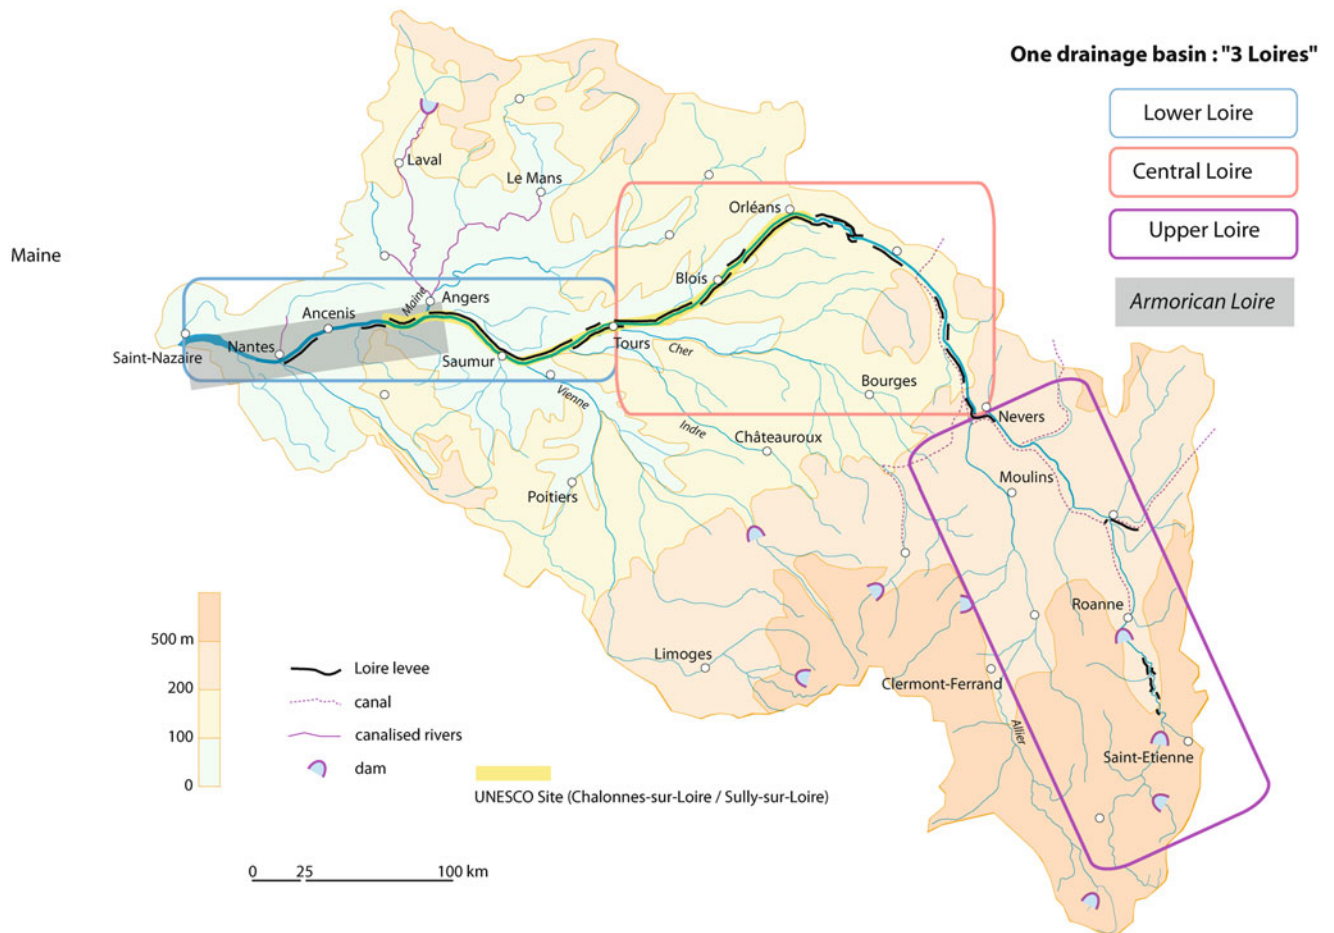 One drainage basin : "3 Loires"
Lower Loire
Central Loire
Upper Loire
Armorican Loire
Maine
Laval
Le Mans
Orléans
Blois
Maine
Angers
Ancenis
Nantes
Saint-Nazaire
Saumur
Tours
Cher
Bourges
Vienne
Indre
Nevers
Châteauroux
Moulins
Poitiers
Roanne
Limoges
Clermont-Ferrand
Allier
Saint-Etienne
500 m
200
100
0
Loire levee
canal
canalised rivers
dam
UNESCO Site (Chalonnes-sur-Loire / Sully-sur-Loire)
0 25 100 km